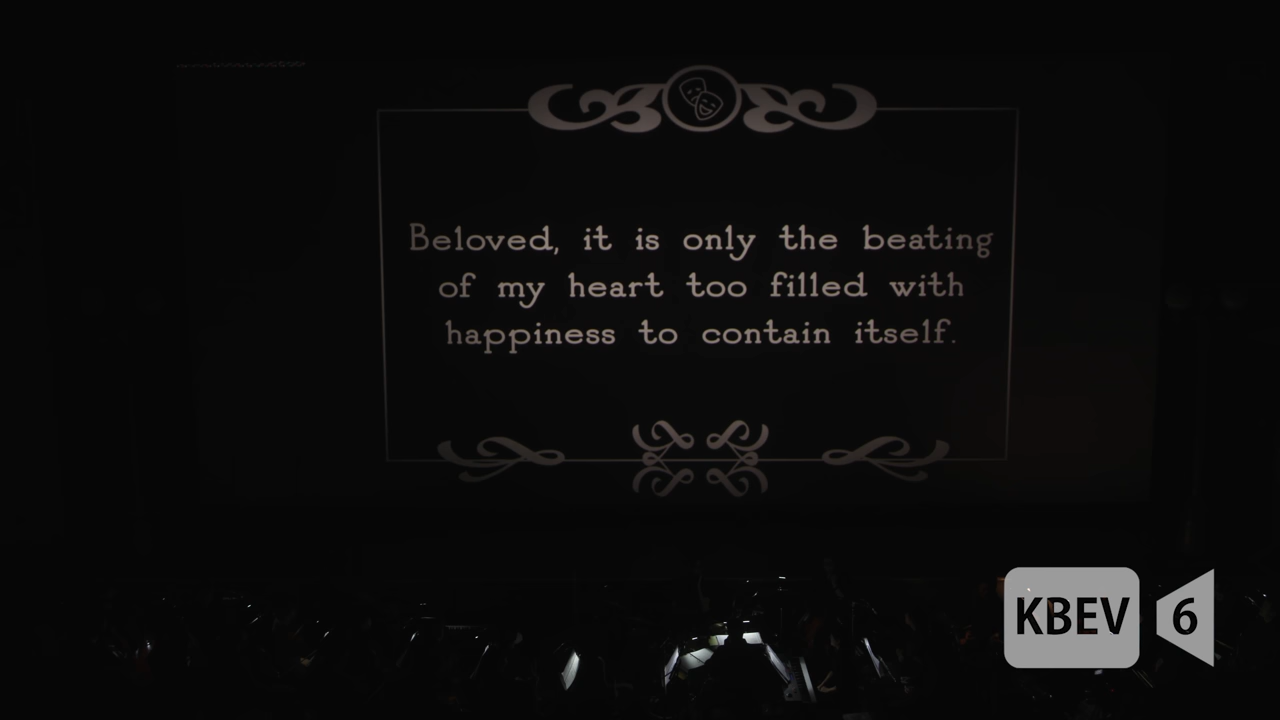 Beloved, it is only the beating
of my heart too filled with
happiness to contain itself.
KBEV 6